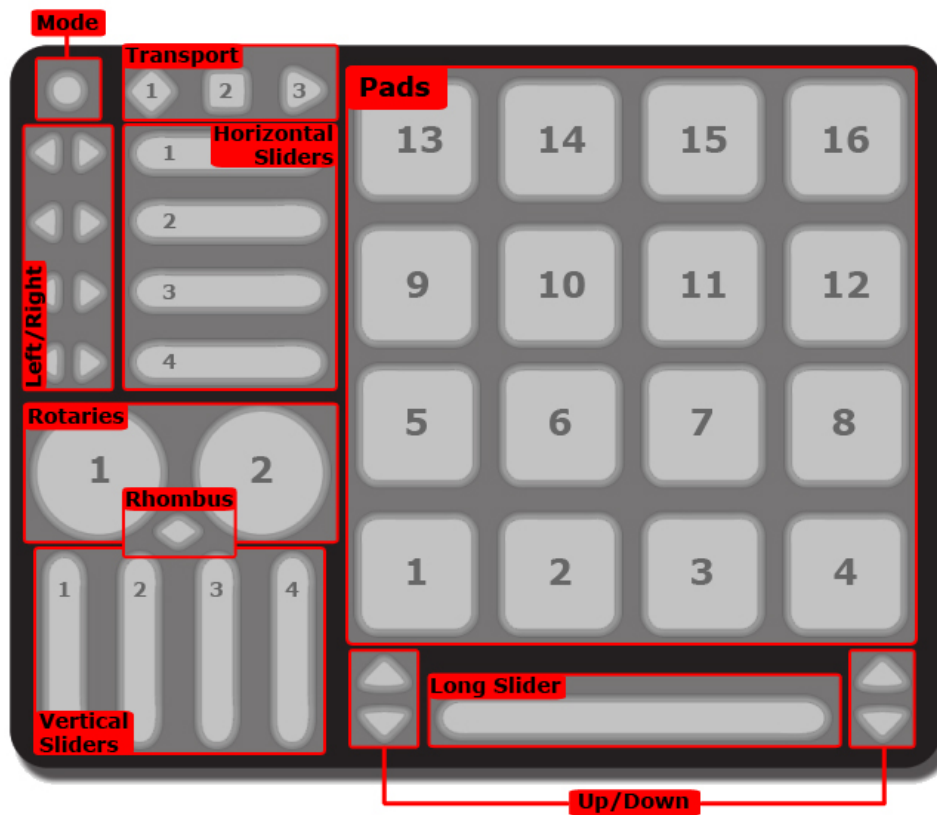 Mode
Transport
1 2 3
Pads
Horizontal
Sliders
1
2
3
4
Left/Right
13 14 15 16
9 10 11 12
5 6 7 8
1 2 3 4
Rotaries
1 2
Rhombus
1 2 3 4
Vertical
Sliders
Long Slider
Up/Down